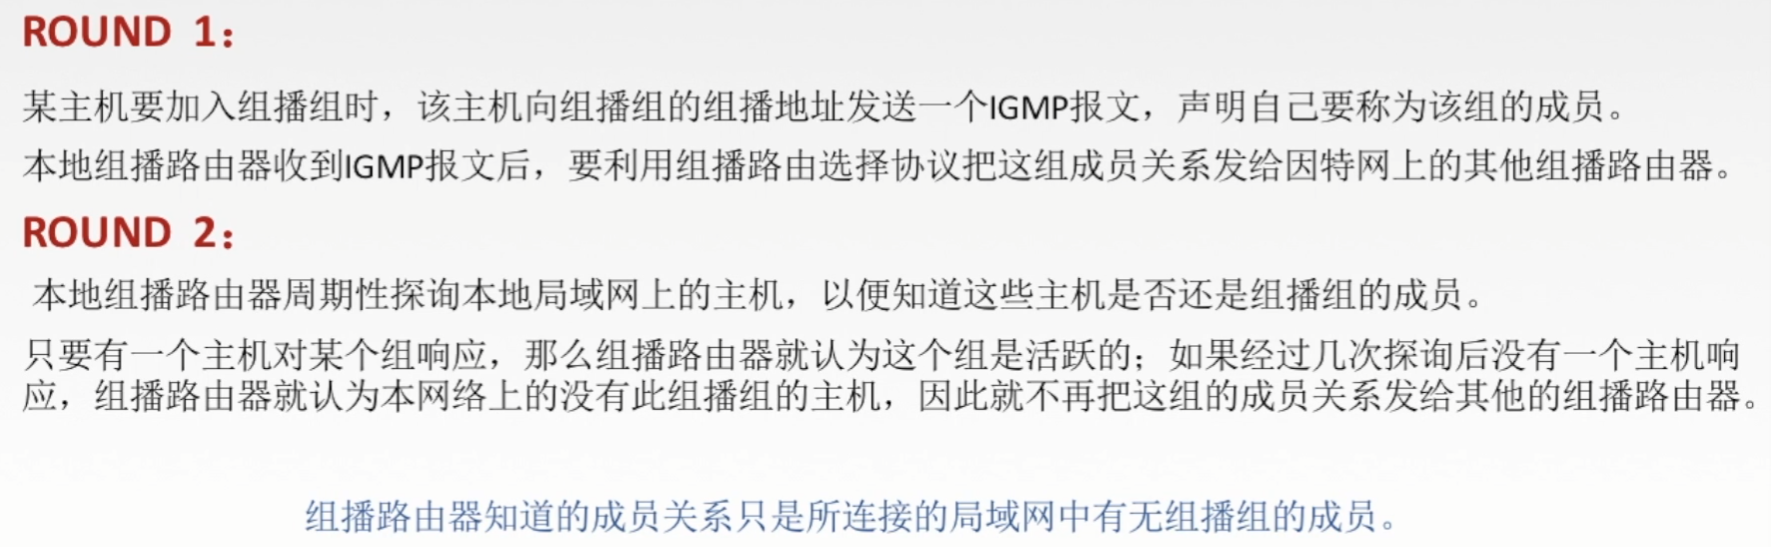 ROUND 1：
某主机要加入组播组时，该主机向组播组的组播地址发送一个IGMP报文，声明自己要称为该组的成员。
本地组播路由器收到IGMP报文后，要利用组播路由选择协议把这组成员关系发给因特网上的其他组播路由器。
ROUND 2：
本地组播路由器周期性探询本地局域网上的主机，以便知道这些主机是否还是组播组的成员。
只要有一个主机对某个组响应，那么组播路由器就认为这个组是活跃的；如果经过几次探询后没有一个主机响
应，组播路由器就认为本网络上的没有此组播组的主机，因此就不再把这组的成员关系发给其他的组播路由器。
组播路由器知道的成员关系只是所连接的局域网中有无组播组的成员。